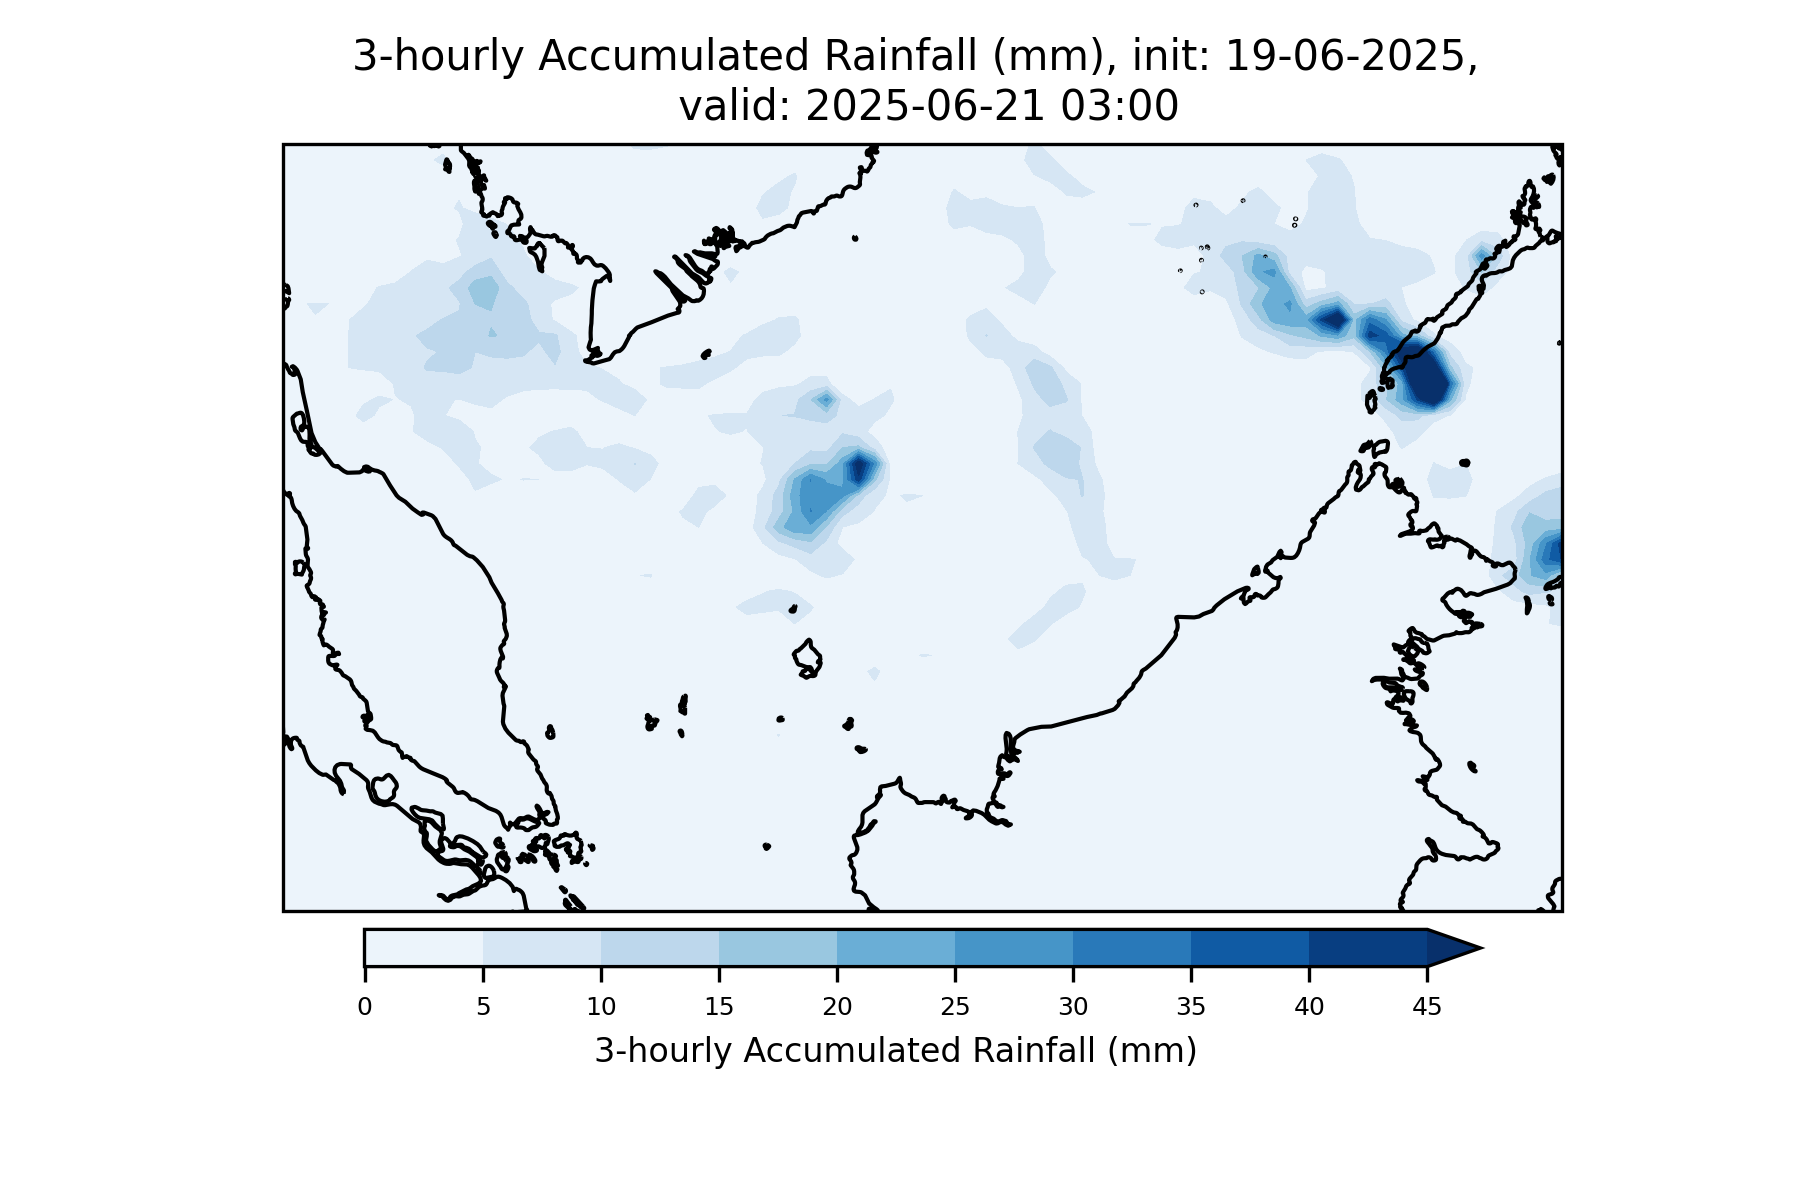 3-hourly Accumulated Rainfall (mm), init: 19-06-2025,
valid: 2025-06-21 03:00
0 5 10 15 20 25 30 35 40 45
3-hourly Accumulated Rainfall (mm)